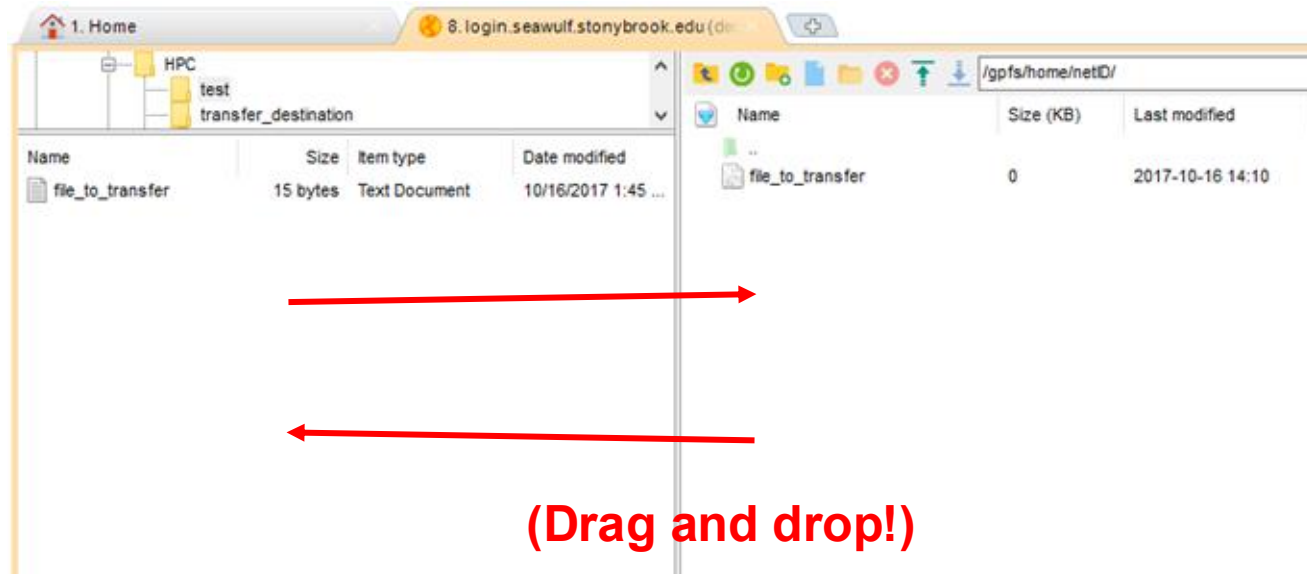 1. Home
8. login.seawulf.stonybrook.edu (de
HPC
test
transfer_destination
Name Size Item type Date modified
file_to_transfer 15 bytes Text Document 10/16/2017 1:45 ...
/gpfs/home/netID/
Name Size (KB) Last modified
..
file_to_transfer 0 2017-10-16 14:10
(Drag and drop!)